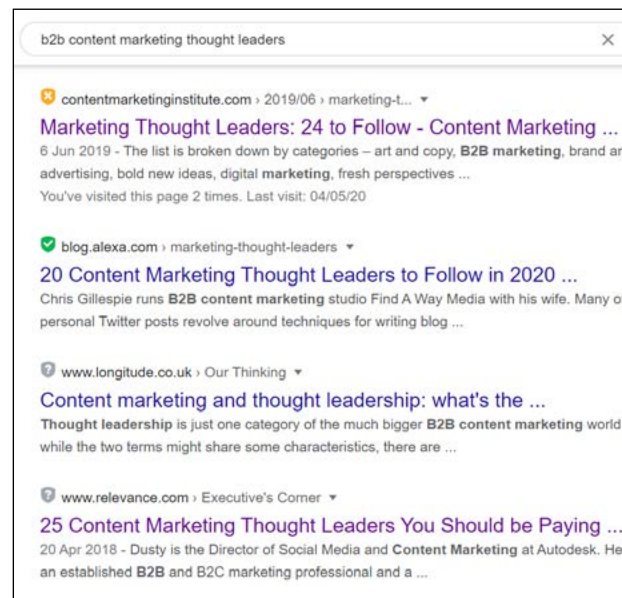 b2b content marketing thought leaders
contentmarketinginstitute.com › 2019/06 › marketing-t...
Marketing Thought Leaders: 24 to Follow - Content Marketing ...
6 Jun 2019 - The list is broken down by categories – art and copy, B2B marketing, brand
advertising, bold new ideas, digital marketing, fresh perspectives ...
You've visited this page 2 times. Last visit: 04/05/20
blog.alexa.com › marketing-thought-leaders
20 Content Marketing Thought Leaders to Follow in 2020 ...
Chris Gillespie runs B2B content marketing studio Find A Way Media with his wife. Many
personal Twitter posts revolve around techniques for writing blog ...
www.longitude.co.uk › Our Thinking
Content marketing and thought leadership: what's the ...
Thought leadership is just one category of the much bigger B2B content marketing world
while the two terms might share some characteristics, there are ...
www.relevance.com › Executive's Corner
25 Content Marketing Thought Leaders You Should be Paying ...
20 Apr 2018 - Dusty is the Director of Social Media and Content Marketing at Autodesk. He
an established B2B and B2C marketing professional and a ...